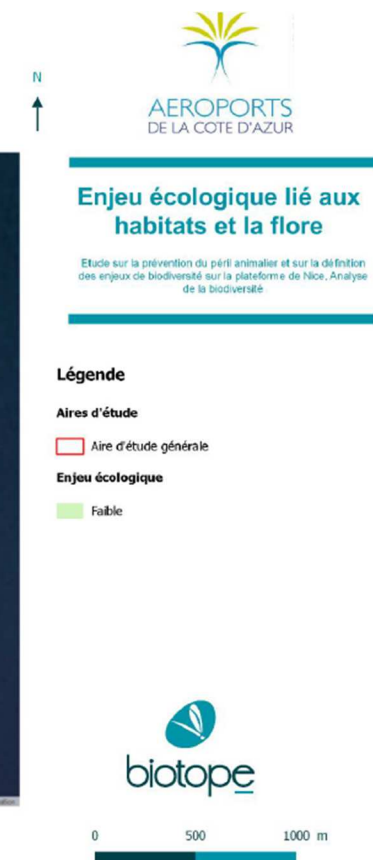 N
AEROPORTS
DE LA COTE D'AZUR
Enjeu écologique lié aux
habitats et la flore
Etude sur la prévention du péril animalier et sur la définition
des enjeux de biodiversité sur la plateforme de Nice, Analyse
de la biodiversité
Légende
Aires d'étude
Aire d'étude générale
Enjeu écologique
Faible
biotope
0 500 1000 m